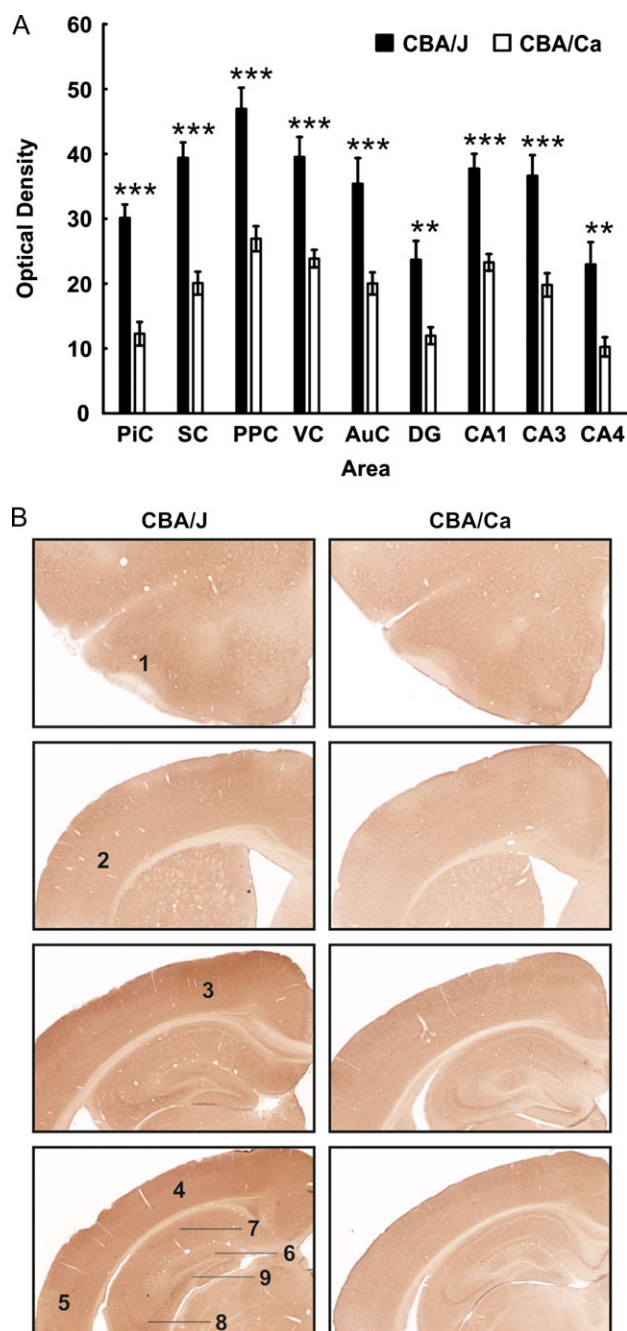 A
CBA/J CBA/Ca
60
50
40
30
20
10
0
Optical Density
*** *** *** *** *** ** *** *** **
PiC SC PPC VC AuC DG CA1 CA3 CA4
Area
B
CBA/J CBA/Ca
1
2
3
4
7
6
9
5
8